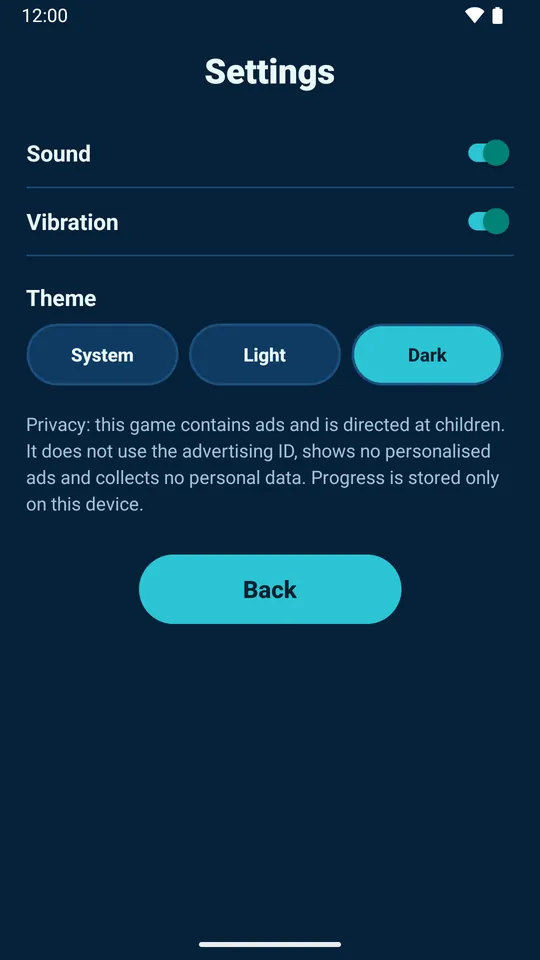 12:00
Settings
Sound
Vibration
Theme
System Light Dark
Privacy: this game contains ads and is directed at children.
It does not use the advertising ID, shows no personalised
ads and collects no personal data. Progress is stored only
on this device.
Back